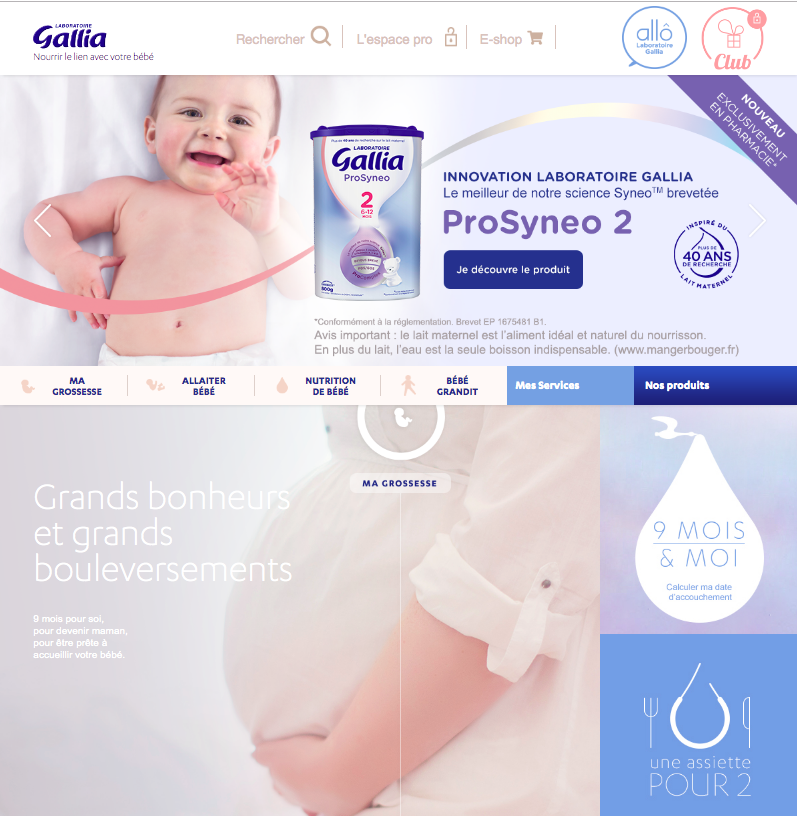 LABORATOIRE
Gallia
Nourrir le lien avec votre bébé
Rechercher
L'espace pro
E-shop
allô
Laboratoire
Gallia
Club
NOUVEAU
EXCLUSIVEMENT
EN PHARMACIE*
LABORATOIRE
Gallia
ProSyneo
2
6-12
MOIS
800g
INNOVATION LABORATOIRE GALLIA
Le meilleur de notre science Syneo™ brevetée
ProSyneo 2
Je découvre le produit
INSPIRÉ DU
PLUS DE
40 ANS
DE RECHERCHE
LAIT MATERNEL
*Conformément à la réglementation. Brevet EP 1675481 B1.
Avis important : le lait maternel est l'aliment idéal et naturel du nourrisson.
En plus du lait, l'eau est la seule boisson indispensable. (www.mangerbouger.fr)
MA
GROSSESSE
ALLAITER
BÉBÉ
NUTRITION
DE BÉBÉ
BÉBÉ
GRANDIT
Mes Services
Nos produits
MA GROSSESSE
Grands bonheurs
et grands
bouleversements
9 mois pour soi,
pour devenir maman,
pour être prête à
accueillir votre bébé.
9 MOIS
& MOI
Calculer ma date
d'accouchement
une assiette
POUR 2